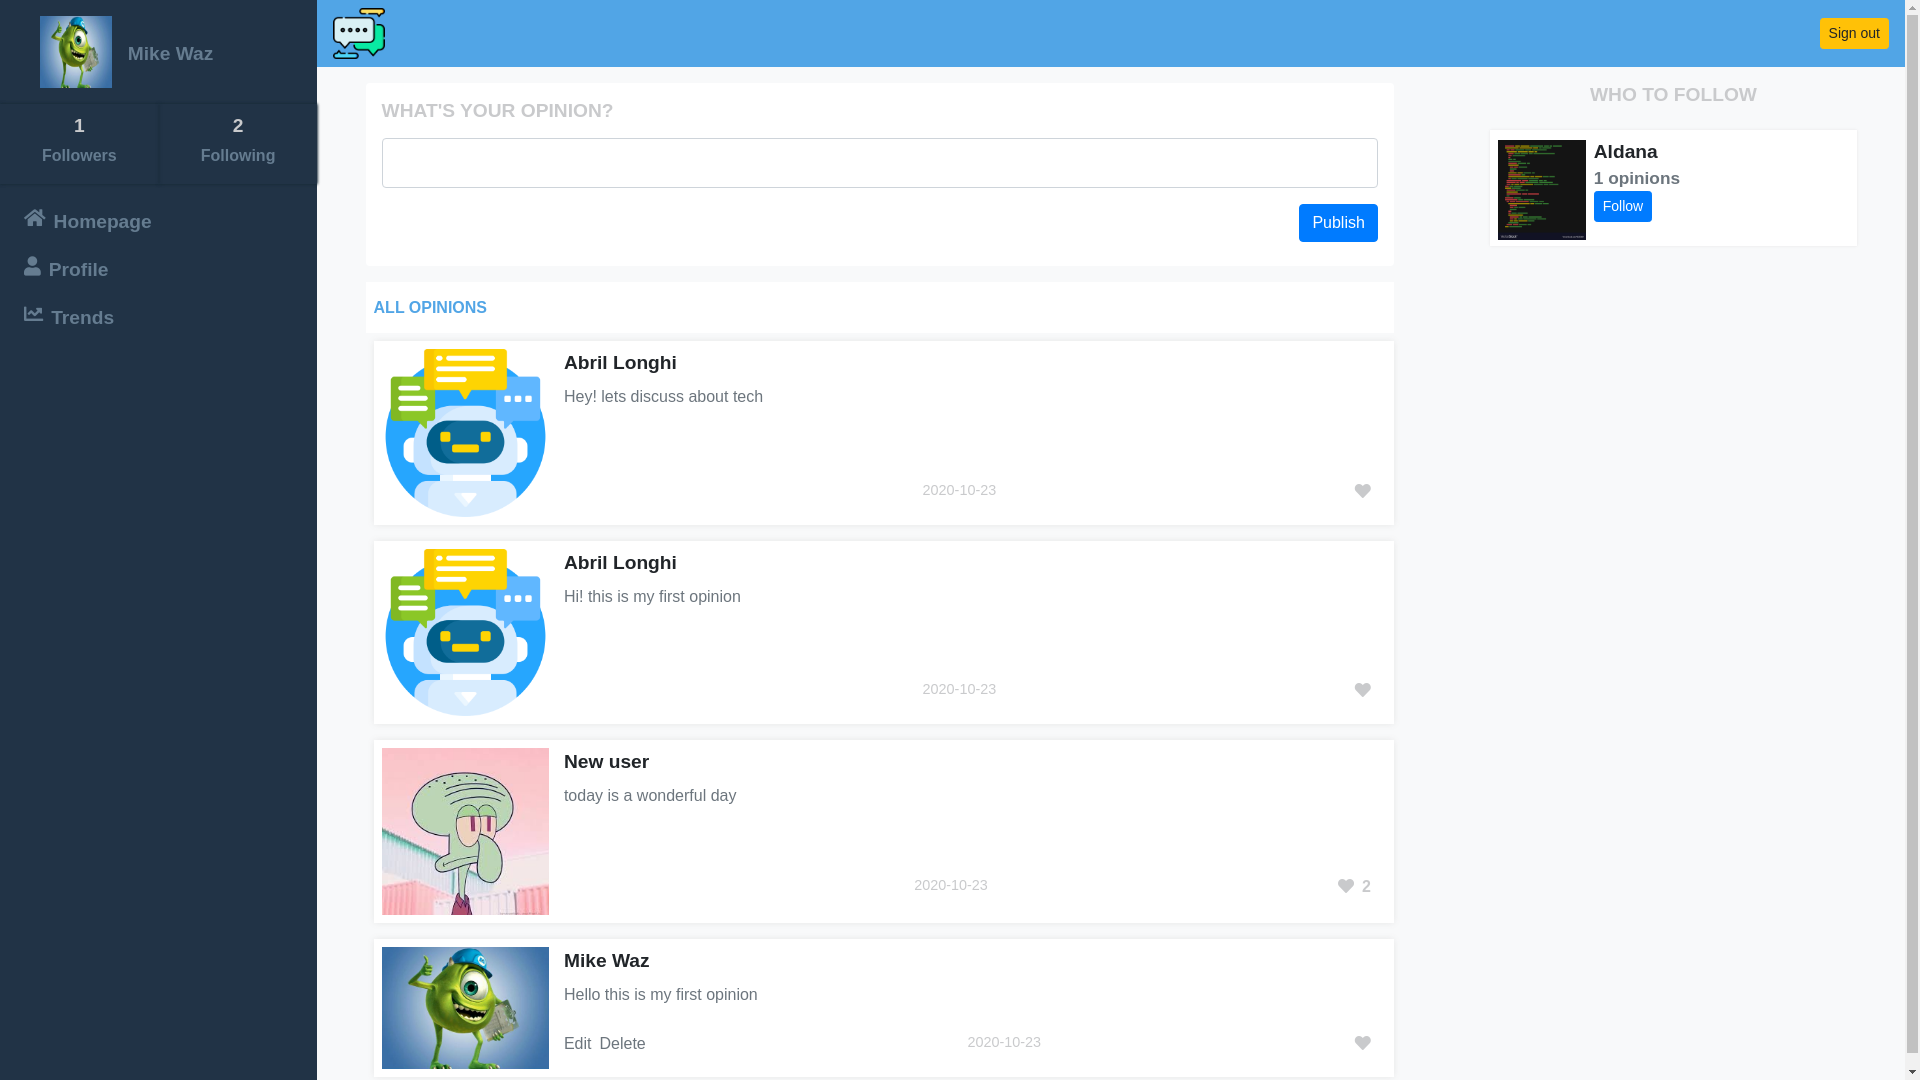 Mike Waz
1
Followers
2
Following
Homepage
Profile
Trends
Sign out
WHAT'S YOUR OPINION?
Publish
ALL OPINIONS
Abril Longhi
Hey! lets discuss about tech
2020-10-23
Abril Longhi
Hi! this is my first opinion
2020-10-23
New user
today is a wonderful day
2020-10-23
2
Mike Waz
Hello this is my first opinion
Edit Delete
2020-10-23
WHO TO FOLLOW
Aldana
1 opinions
Follow